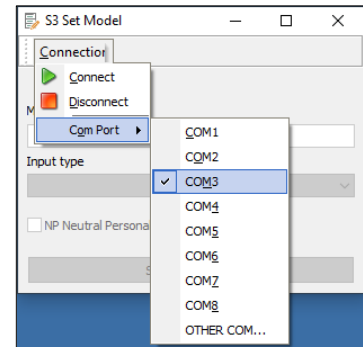 S3 Set Model
Connection
Connect
Disconnect
Com Port
COM1
COM2
COM3
COM4
COM5
COM6
COM7
COM8
OTHER COM...
Input type
NP Neutral Persona